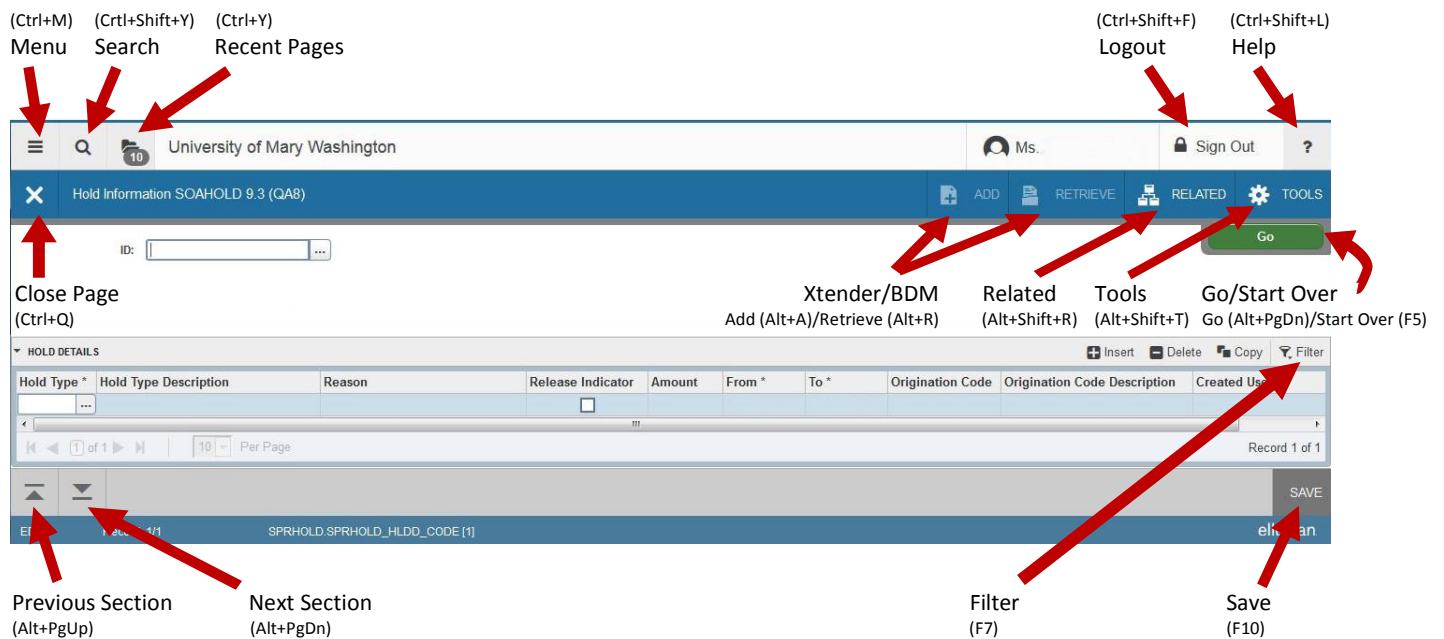 (Ctrl+M) (Crtl+Shift+Y) (Ctrl+Y) (Ctrl+Shift+F) (Ctrl+Shift+L)
Menu Search Recent Pages Logout Help
10 University of Mary Washington Ms. Sign Out ?
Hold Information SOAHOLD 9.3 (QA8) ADD RETRIEVE RELATED TOOLS
ID: ... Go
Close Page Xtender/BDM Related Tools Go/Start Over
(Ctrl+Q) Add (Alt+A)/Retrieve (Alt+R) (Alt+Shift+R) (Alt+Shift+T) Go (Alt+PgDn)/Start Over (F5)
HOLD DETAILS Insert Delete Copy Filter
Hold Type * Hold Type Description Reason Release Indicator Amount From * To * Origination Code Origination Code Description Created
...
1 of 1 10 Per Page Record 1 of 1
SAVE
1/1 SPRHOLD.SPRHOLD_HLDD_CODE [1]
Previous Section Next Section Filter Save
(Alt+PgUp) (Alt+PgDn) (F7) (F10)